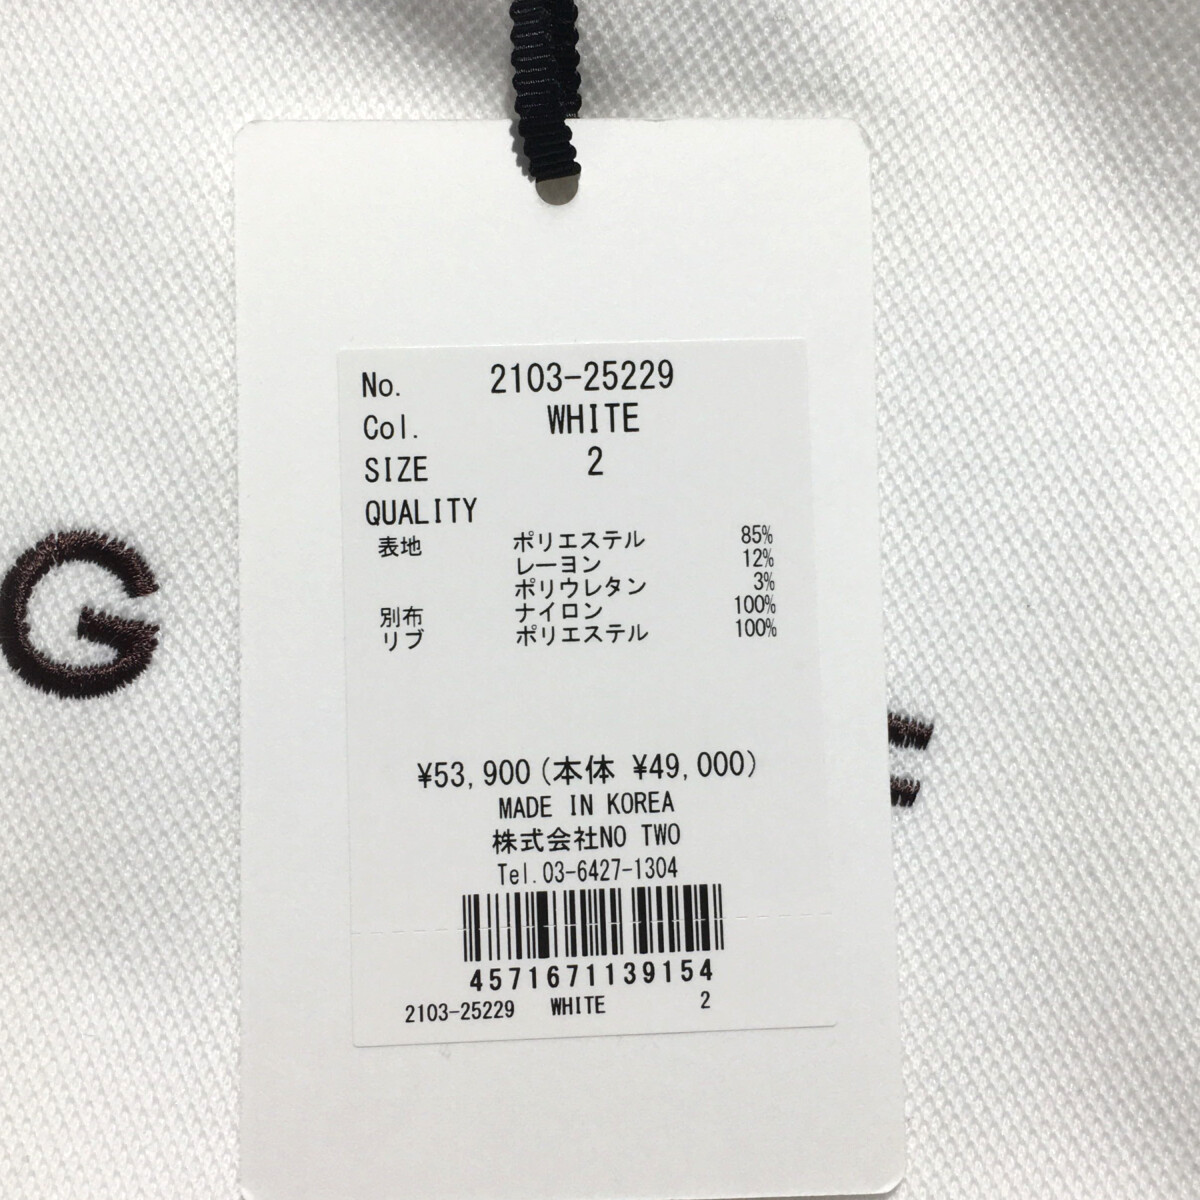 No. 2103-25229
Col. WHITE
SIZE 2
QUALITY
表地 ポリエステル 85%
レーヨン 12%
ポリウレタン 3%
別布 ナイロン 100%
リブ ポリエステル 100%
G
¥53,900(本体 ¥49,000)
MADE IN KOREA
株式会社NO TWO
Tel.03-6427-1304
4571671139154
2103-25229 WHITE 2